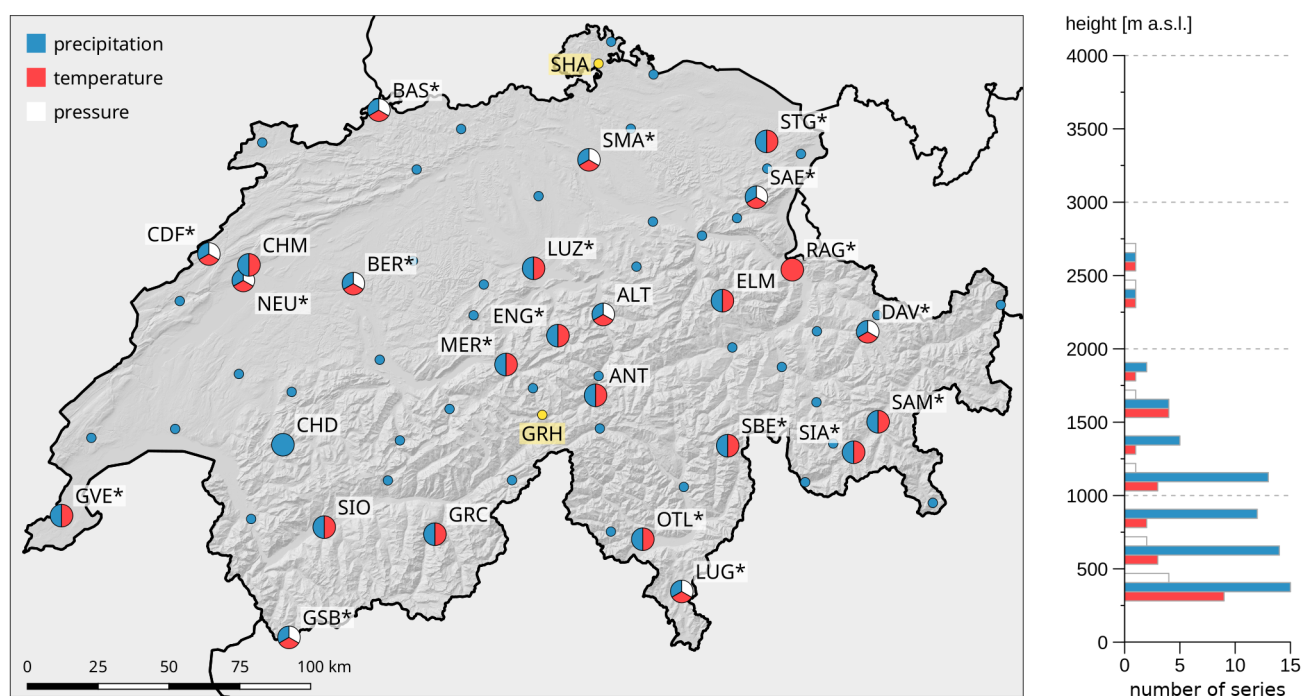 precipitation
temperature
pressure
SHA
BAS*
STG*
SMA*
SAE*
CDF*
CHM
LUZ*
RAG*
BER*
ELM
NEU*
ALT
DAV*
ENG*
MER*
ANT
SAM*
CHD
GRH
SBE*
SIA*
GVE*
SIO
GRC
OTL*
LUG*
GSB*
0 25 50 75 100 km
height [m a.s.l.]
4000
3500
3000
2500
2000
1500
1000
500
0
0 5 10 15
number of series